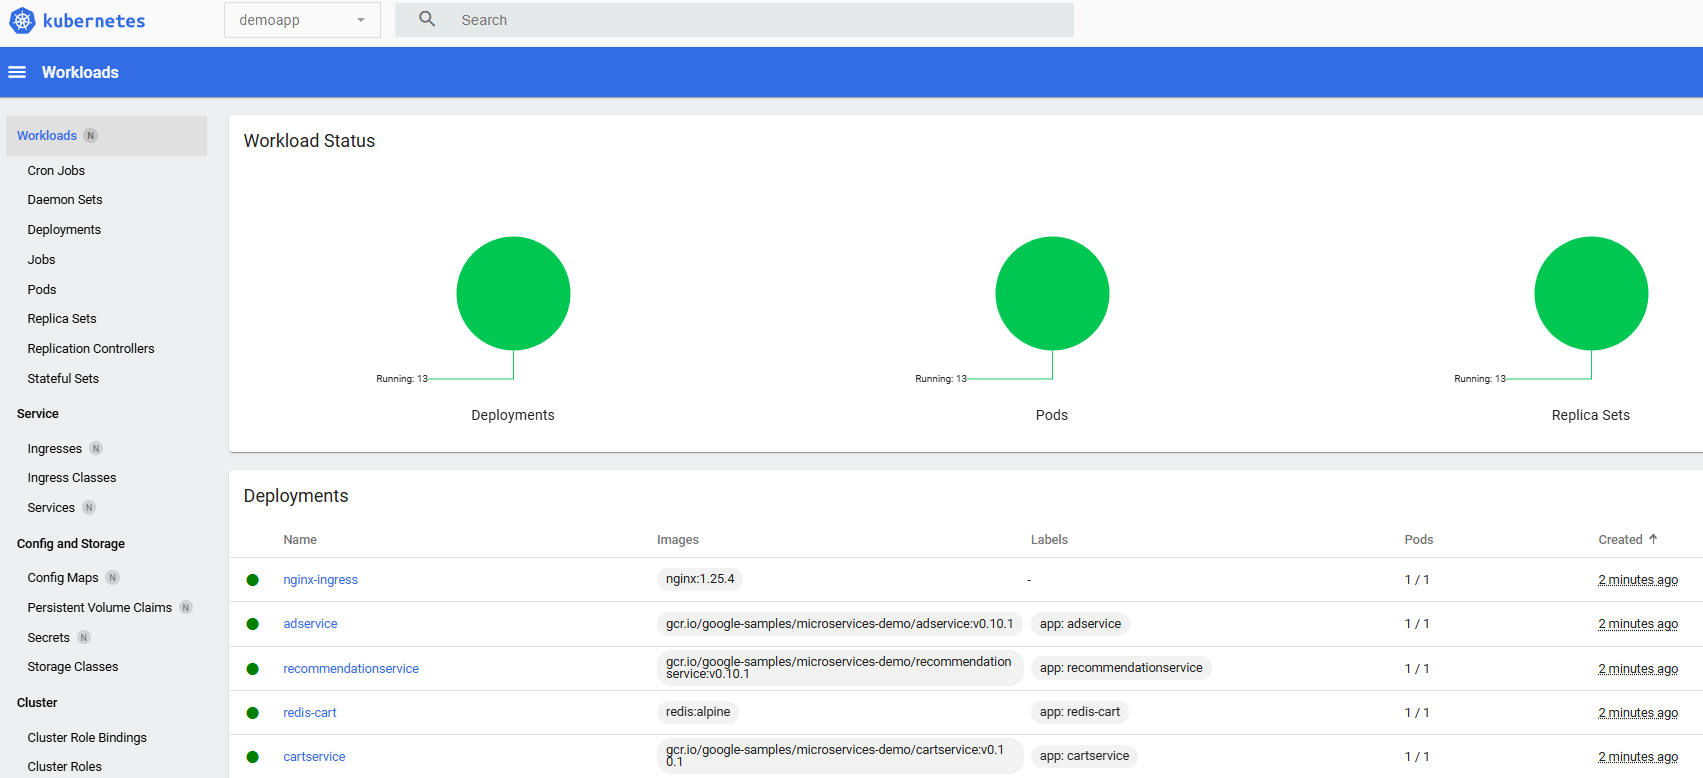 kubernetes
demoapp
Search
Workloads
Workloads N
Cron Jobs
Daemon Sets
Deployments
Jobs
Pods
Replica Sets
Replication Controllers
Stateful Sets
Service
Ingresses N
Ingress Classes
Services N
Config and Storage
Config Maps N
Persistent Volume Claims N
Secrets N
Storage Classes
Cluster
Cluster Role Bindings
Cluster Roles
Workload Status
Running: 13
Deployments
Running: 13
Pods
Running: 13
Replica Sets
Deployments
Name Images Labels Pods Created
nginx-ingress nginx:1.25.4 - 1 / 1 2 minutes ago
adservice gcr.io/google-samples/microservices-demo/adservice:v0.10.1 app: adservice 1 / 1 2 minutes ago
recommendationservice gcr.io/google-samples/microservices-demo/recommendation
service:v0.10.1 app: recommendationservice 1 / 1 2 minutes ago
redis-cart redis:alpine app: redis-cart 1 / 1 2 minutes ago
cartservice gcr.io/google-samples/microservices-demo/cartservice:v0.1
0.1 app: cartservice 1 / 1 2 minutes ago